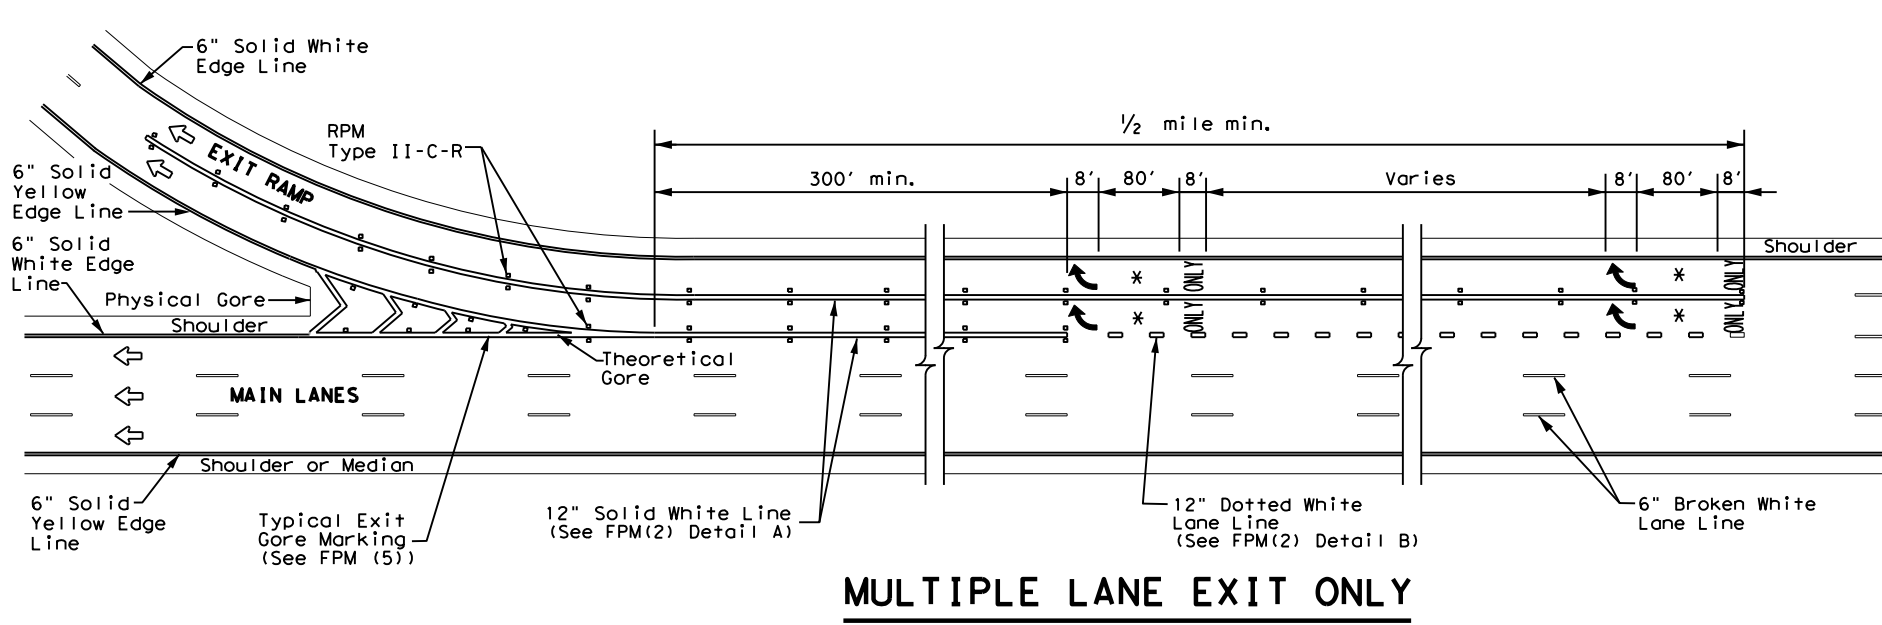 6" Solid White
Edge Line
RPM
Type II-C-R
½ mile min.
300' min.
8'
80'
8'
Varies
8'
80'
8'
EXIT RAMP
6" Solid
Yellow
Edge Line
6" Solid
White Edge
Line
Physical Gore
Shoulder
Shoulder
* ONLY
* ONLY
* ONLY
* ONLY
Theoretical
Gore
MAIN LANES
Shoulder or Median
6" Solid
Yellow Edge
Line
Typical Exit
Gore Marking
(See FPM (5))
12" Solid White Line
(See FPM(2) Detail A)
12" Dotted White
Lane Line
(See FPM(2) Detail B)
6" Broken White
Lane Line
MULTIPLE LANE EXIT ONLY